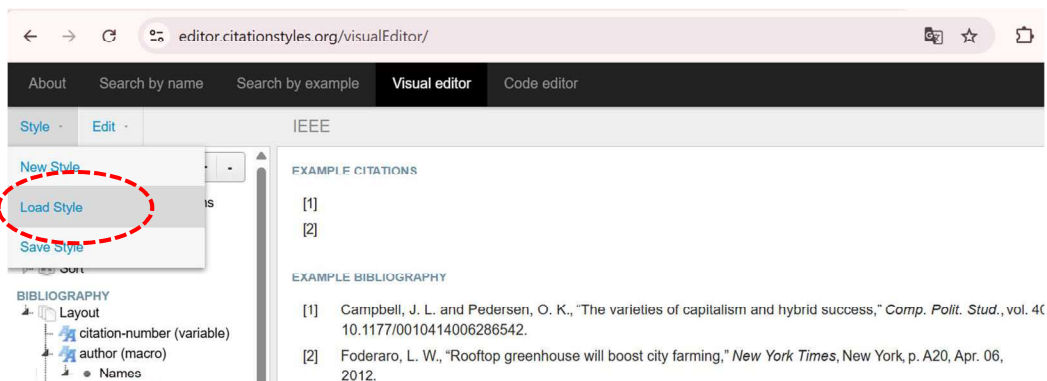 editor.citationstyles.org/visualEditor/
About Search by name Search by example Visual editor Code editor
Style Edit IEEE
New Style
Load Style
Save Style
Sort
BIBLIOGRAPHY
Layout
citation-number (variable)
author (macro)
Names
EXAMPLE CITATIONS
[1]
[2]
EXAMPLE BIBLIOGRAPHY
[1] Campbell, J. L. and Pedersen, O. K., “The varieties of capitalism and hybrid success,” Comp. Polit. Stud., vol. 40
10.1177/0010414006286542.
[2] Foderaro, L. W., “Rooftop greenhouse will boost city farming,” New York Times, New York, p. A20, Apr. 06,
2012.